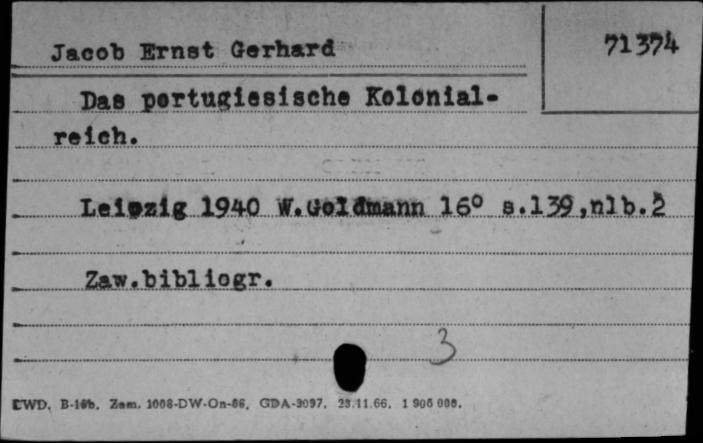 Jacob Ernst Gerhard
71374
Das portugiesische Kolonial-
reich.
Leipzig 1940 W.Goldmann 16° s.139,nlb.2
Zaw.bibliogr.
3
CWD. B-16b. Zam. 1008-DW-On-66. GDA-3097. 23.11.66. 1 906 000.